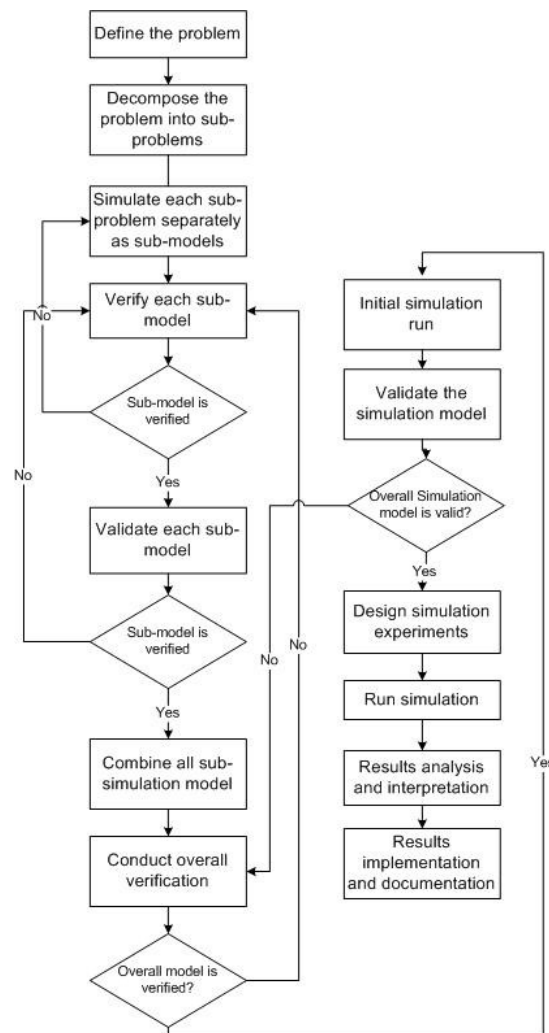 Define the problem
Decompose the
problem into sub-
problems
Simulate each sub-
problem separately
as sub-models
Verify each sub-
model
No
Sub-model is
verified
No
Yes
Validate each sub-
model
Sub-model is
verified
No
Yes
Combine all sub-
simulation model
Conduct overall
verification
Overall model is
verified?
Initial simulation
run
Validate the
simulation model
Overall Simulation
model is valid?
No
Yes
Design simulation
experiments
Run simulation
Results analysis
and interpretation
Yes
Results
implementation
and documentation